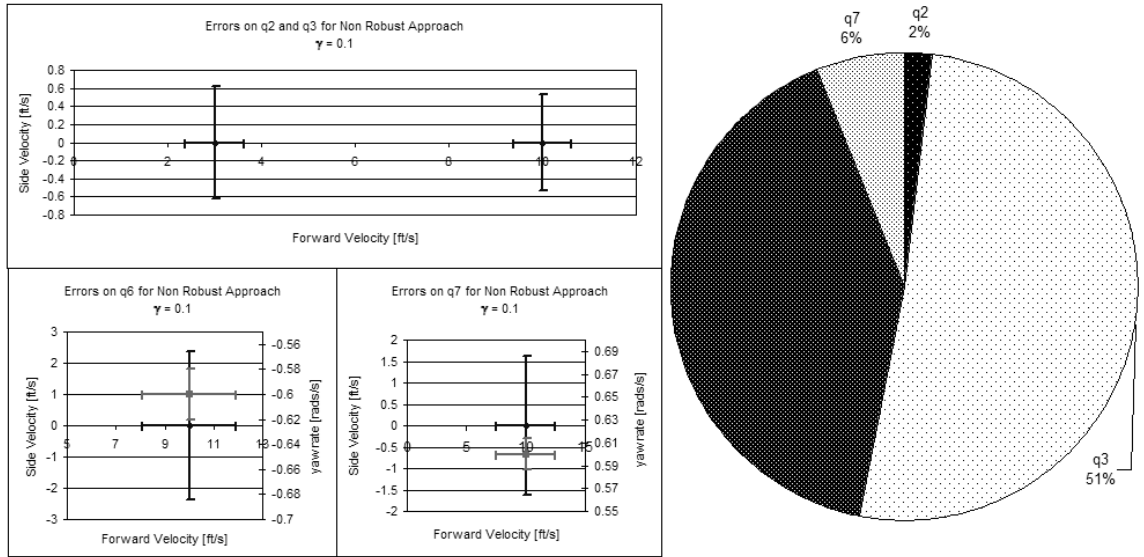 Errors on q2 and q3 for Non Robust Approach
γ = 0.1
Side Velocity [ft/s]
0.8
0.6
0.4
0.2
0
-0.2
-0.4
-0.6
-0.8
0 2 4 6 8 10 12
Forward Velocity [ft/s]
Errors on q6 for Non Robust Approach
γ = 0.1
Side Velocity [ft/s]
3
2
1
0
-1
-2
-3
5 7 9 11 13
-0.56
-0.58
-0.6
-0.62
-0.64
-0.66
-0.68
-0.7
yaw rate [rads/s]
Forward Velocity [ft/s]
Errors on q7 for Non Robust Approach
γ = 0.1
Side Velocity [ft/s]
2
1.5
1
0.5
0
-0.5
-1
-1.5
-2
0 5 10 15
0.69
0.67
0.65
0.63
0.61
0.59
0.57
0.55
yaw rate [rads/s]
Forward Velocity [ft/s]
q7
6%
q2
2%
q3
51%